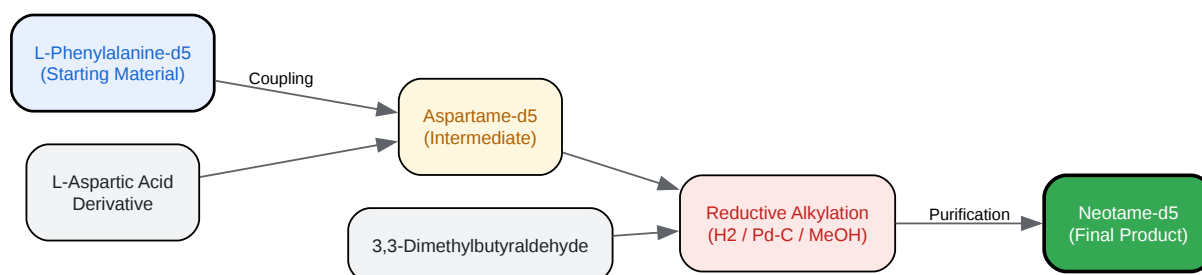 L-Phenylalanine-d5
(Starting Material)
Coupling
L-Aspartic Acid
Derivative
Aspartame-d5
(Intermediate)
3,3-Dimethylbutyraldehyde
Reductive Alkylation
(H2 / Pd-C / MeOH)
Purification
Neotame-d5
(Final Product)